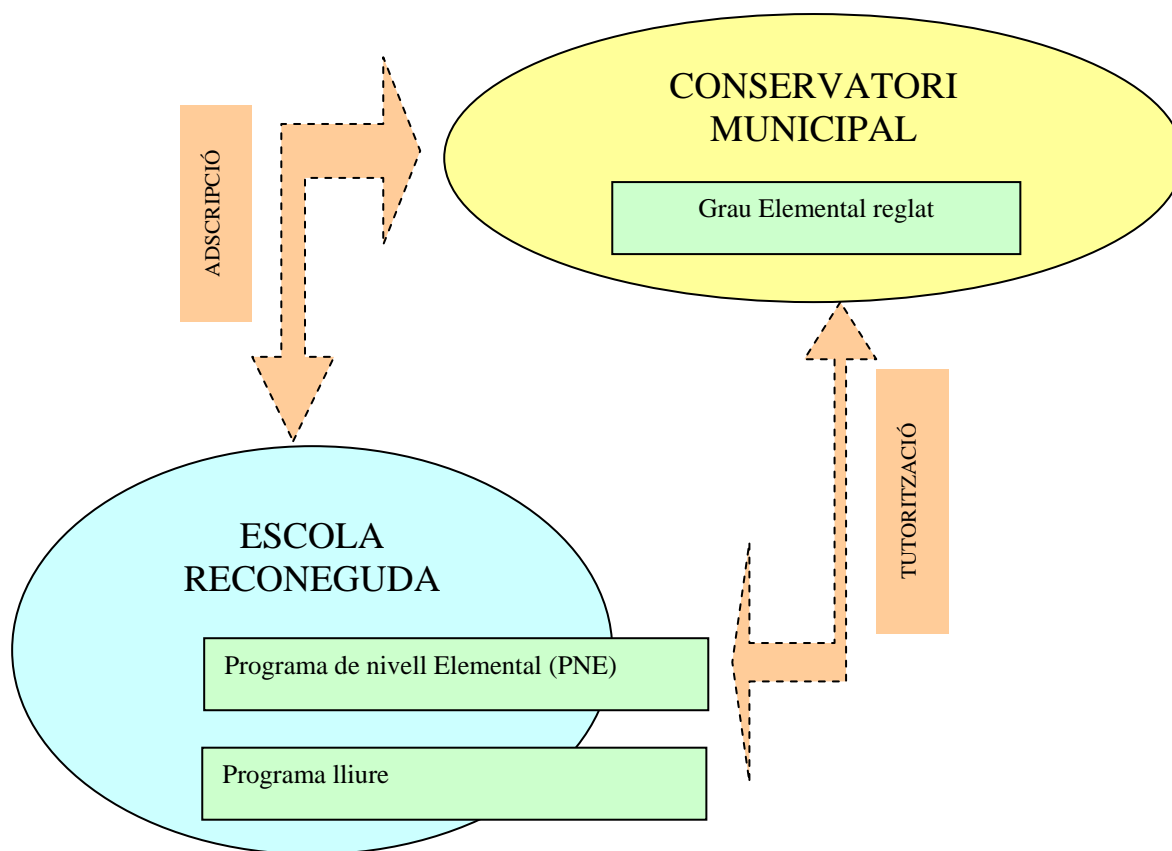 CONSERVATORI
MUNICIPAL
Grau Elemental reglat
ADSCRIPCIÓ
TUTORITZACIÓ
ESCOLA
RECONEGUDA
Programa de nivell Elemental (PNE)
Programa lliure